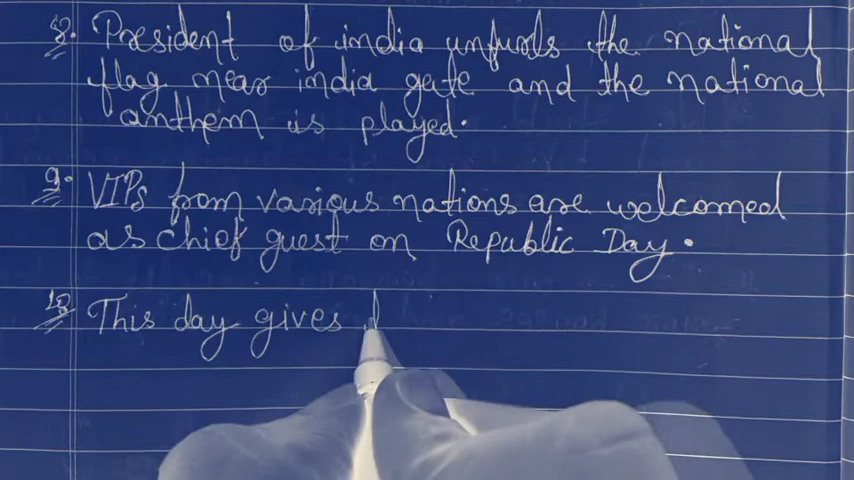 8. President of india unfurls the national
flag near india gate and the national
anthem is played.
9. VIPs from various nations are welcomed
as chief guest on Republic Day.
10. This day gives